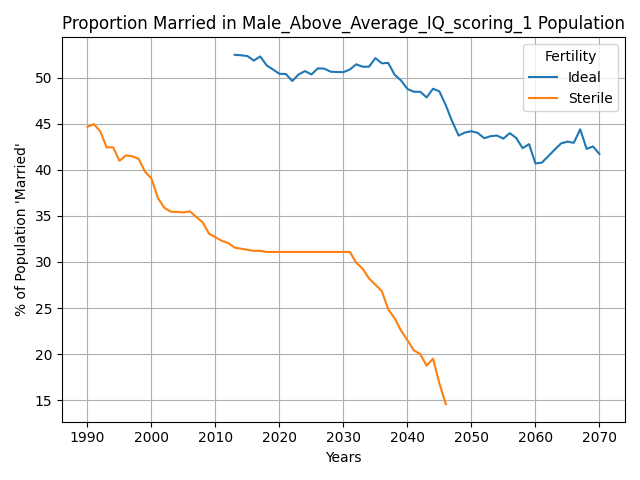 Proportion Married in Male_Above_Average_IQ_scoring_1 Population
% of Population 'Married'
50
45
40
35
30
25
20
15
Fertility
Ideal
Sterile
1990 2000 2010 2020 2030 2040 2050 2060 2070
Years